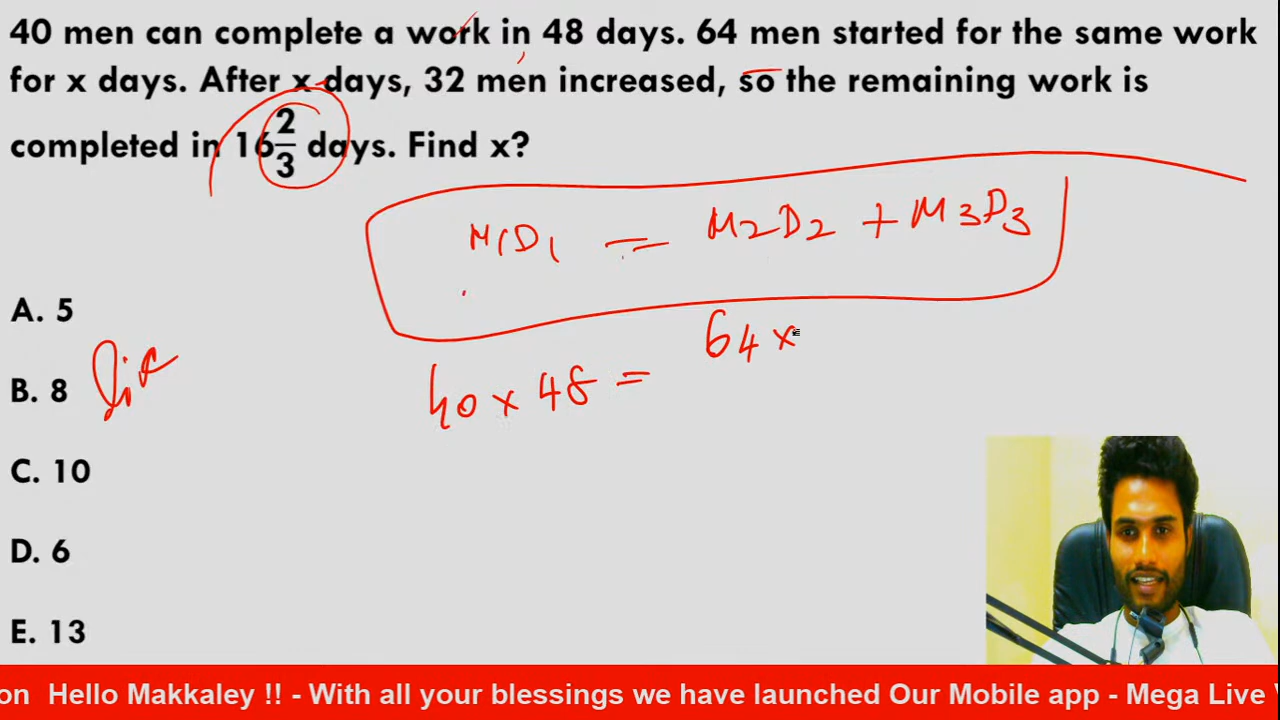 40 men can complete a work in 48 days. 64 men started for the same work
for x days. After x days, 32 men increased, so the remaining work is
completed in 16 2/3 days. Find x?
M1D1 = M2D2 + M3D3
64 x
40 x 48 =
A. 5
B. 8
C. 10
D. 6
E. 13
on Hello Makkaley !! - With all your blessings we have launched Our Mobile app - Mega Live